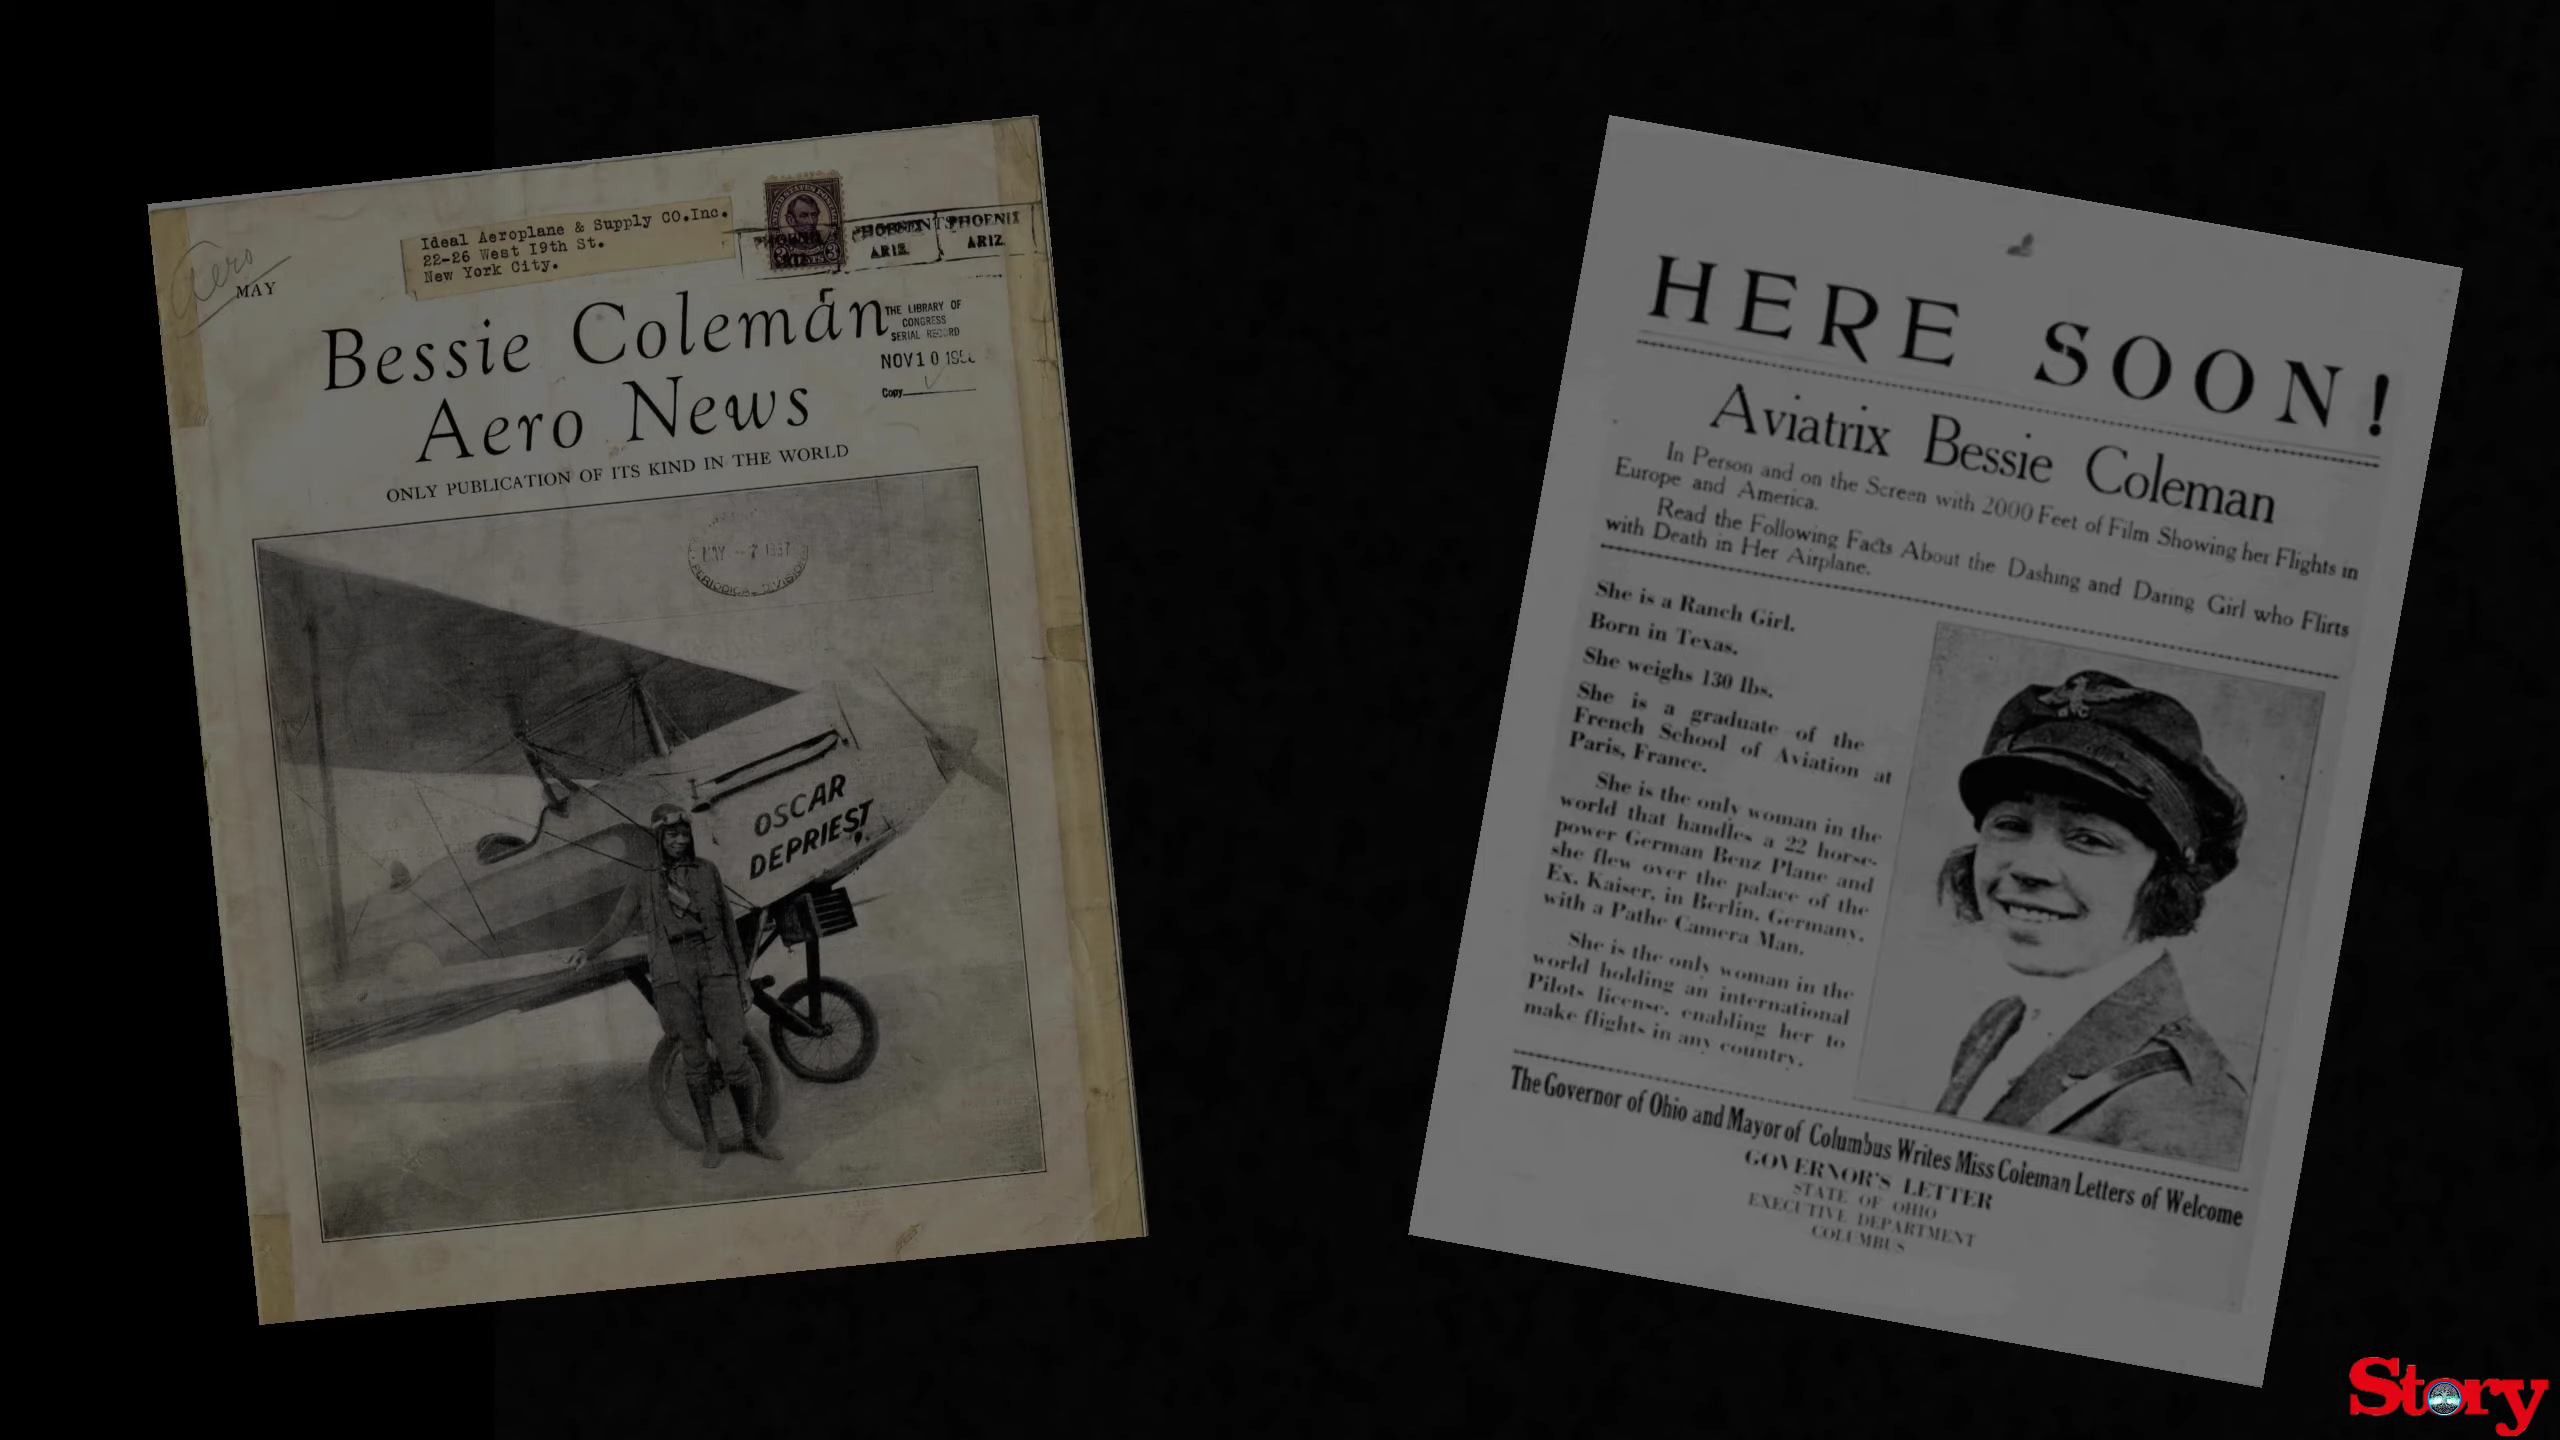 Aero
MAY
Ideal Aeroplane & Supply CO.Inc.
22-26 West 19th St.
New York City.
PHOENIX
ARIZ.
PHOENIX
ARIZ.
Bessie Coleman
Aero News
ONLY PUBLICATION OF ITS KIND IN THE WORLD
THE LIBRARY OF
CONGRESS
SERIAL RECORD
NOV 10
Copy
MAY - 7 1937
OSCAR
DEPRIEST
HERE SOON!
Aviatrix Bessie Coleman
In Person and on the Screen with 2000 Feet of Film Showing her Flights in
Europe and America.
Read the Following Facts About the Dashing and Daring Girl who Flirts
with Death in Her Airplane.
She is a Ranch Girl.
Born in Texas.
She weighs 130 lbs.
She is a graduate of the
French School of Aviation at
Paris, France.
She is the only woman in the
world that handles a 22 horse-
power German Benz Plane and
she flew over the palace of the
Ex. Kaiser, in Berlin, Germany,
with a Pathe Camera Man.
She is the only woman in the
world holding an international
Pilots license, enabling her to
make flights in any country.
The Governor of Ohio and Mayor of Columbus Writes Miss Coleman Letters of Welcome
GOVERNOR'S LETTER
STATE OF OHIO
EXECUTIVE DEPARTMENT
COLUMBUS
Story